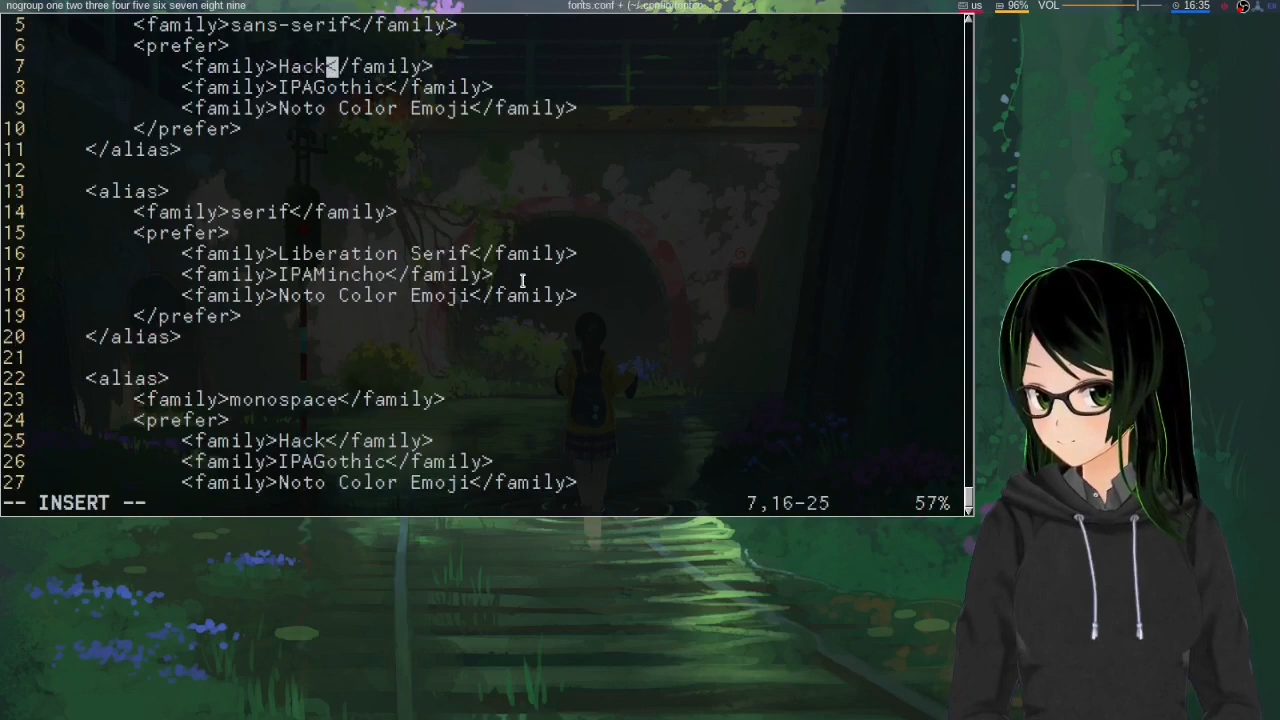 nogroup one two three four five six seven eight nine
fonts.conf + (~/.config/fontco
us 96% VOL 16:35 EN
5 <family>sans-serif</family>
6 <prefer>
7 <family>Hack</family>
8 <family>IPAGothic</family>
9 <family>Noto Color Emoji</family>
10 </prefer>
11 </alias>
12
13 <alias>
14 <family>serif</family>
15 <prefer>
16 <family>Liberation Serif</family>
17 <family>IPAMincho</family>
18 <family>Noto Color Emoji</family>
19 </prefer>
20 </alias>
21
22 <alias>
23 <family>monospace</family>
24 <prefer>
25 <family>Hack</family>
26 <family>IPAGothic</family>
27 <family>Noto Color Emoji</family>
-- INSERT -- 7,16-25 57%